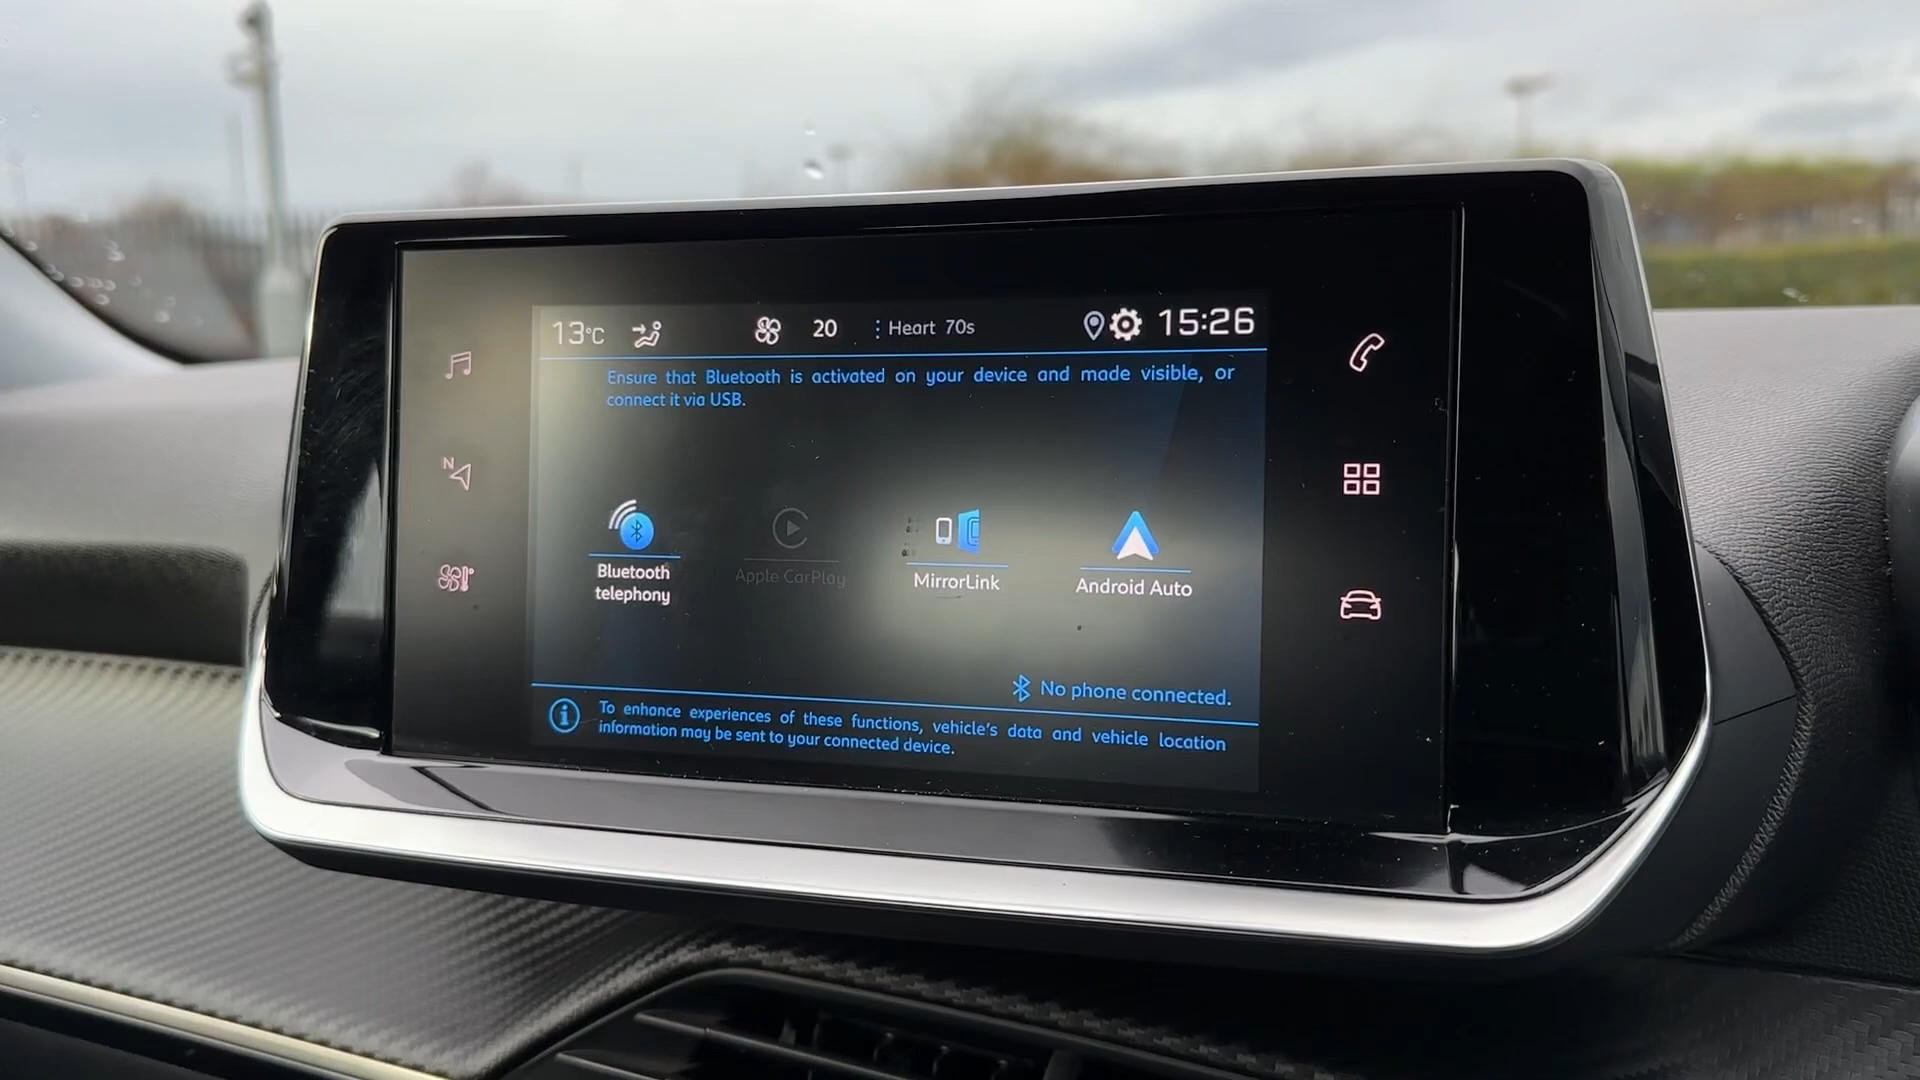 13°C 20 Heart 70s 15:26
Ensure that Bluetooth is activated on your device and made visible, or
connect it via USB.
N
Bluetooth
telephony
Apple CarPlay
MirrorLink
Android Auto
No phone connected.
To enhance experiences of these functions, vehicle's data and vehicle location
information may be sent to your connected device.